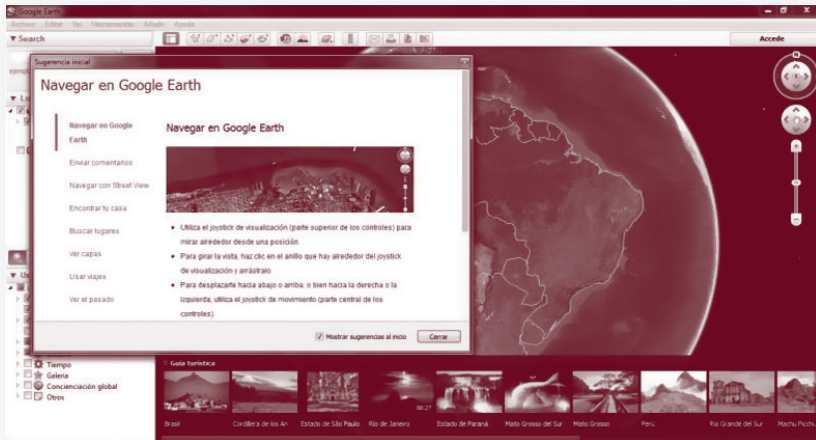 Google Earth
Archivo Editar Ver Herramientas Añadir Ayuda
Search
Accede
Sugerencia inicial
Navegar en Google Earth
Navegar en Google
Earth
Enviar comentarios
Navegar con Street View
Encontrar tu casa
Buscar lugares
Ver capas
Usar viajes
Ver el pasado
Navegar en Google Earth
• Utiliza el joystick de visualización (parte superior de los controles) para
mirar alrededor desde una posición.
• Para girar la vista, haz clic en el anillo que hay alrededor del joystick
de visualización y arrástralo
• Para desplazarte hacia abajo o arriba, o bien hacia la derecha o la
izquierda, utiliza el joystick de movimiento (parte central de los
controles).
Mostrar sugerencias al inicio
Cerrar
N
Tiempo
Galería
Concienciación global
Otros
Guía turística
00:27
Brasil
Cordillera de los An
Estado de São Paulo
Río de Janeiro
Estado de Paraná
Mato Grosso del Sur
Mato Grosso
Perú
Rio Grande del Sur
Machu Picchu